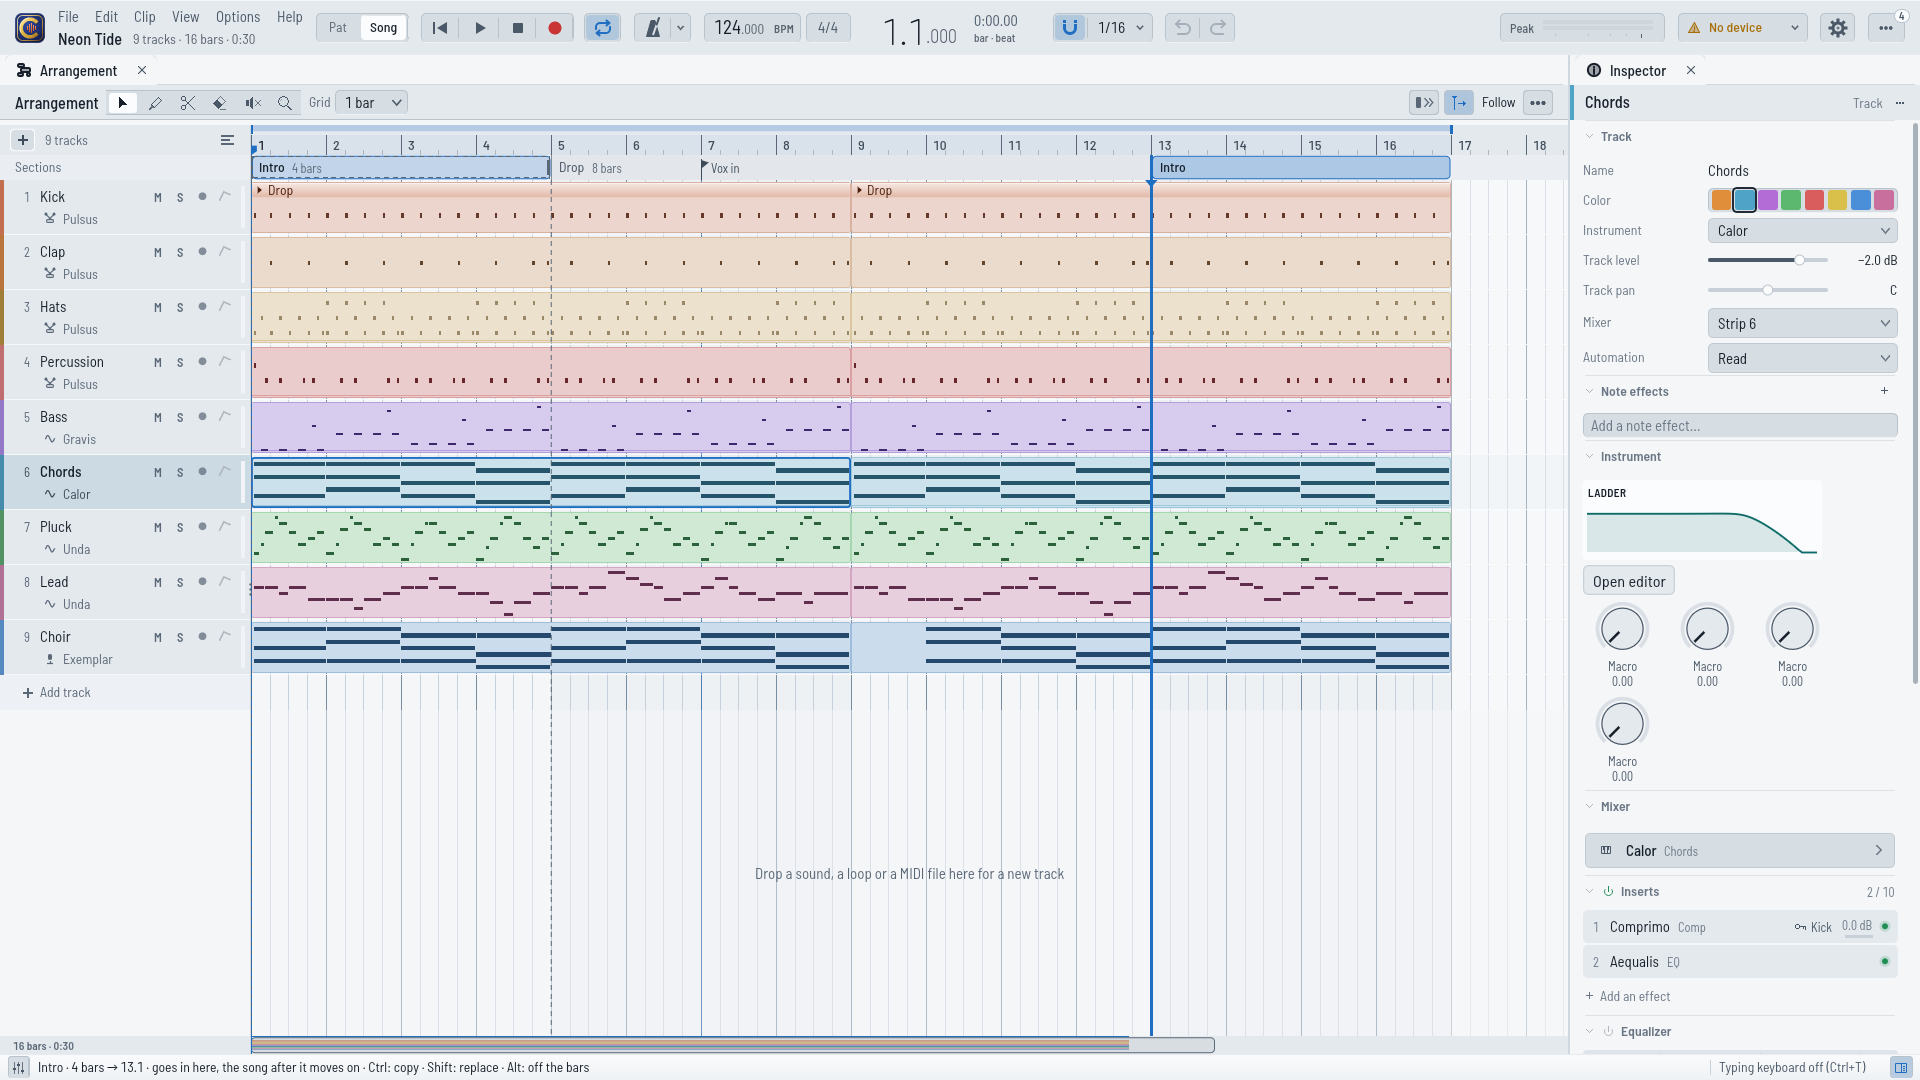 File Edit Clip View Options Help
Neon Tide 9 tracks · 16 bars · 0:30
Pat Song
124.000 BPM 4/4
1.1.000
0:00.00
bar · beat
1/16
Peak
No device
4
Arrangement
Inspector
Arrangement
Grid 1 bar
Follow
Chords Track
9 tracks
1 2 3 4 5 6 7 8 9 10 11 12 13 14 15 16 17 18
Sections
Intro 4 bars
Drop 8 bars
Vox in
Intro
1 Kick M S
Pulsus
Drop
Drop
2 Clap M S
Pulsus
3 Hats M S
Pulsus
4 Percussion M S
Pulsus
5 Bass M S
Gravis
6 Chords M S
Calor
7 Pluck M S
Unda
8 Lead M S
Unda
9 Choir M S
Exemplar
Add track
Drop a sound, a loop or a MIDI file here for a new track
16 bars · 0:30
Track
Name Chords
Color
Instrument Calor
Track level −2.0 dB
Track pan C
Mixer Strip 6
Automation Read
Note effects
Add a note effect...
Instrument
LADDER
Open editor
Macro Macro Macro
0.00 0.00 0.00
Macro
0.00
Mixer
Calor Chords
Inserts 2 / 10
1 Comprimo Comp Kick 0.0 dB
2 Aequalis EQ
Add an effect
Equalizer
Intro · 4 bars → 13.1 · goes in here, the song after it moves on · Ctrl: copy · Shift: replace · Alt: off the bars
Typing keyboard off (Ctrl+T)